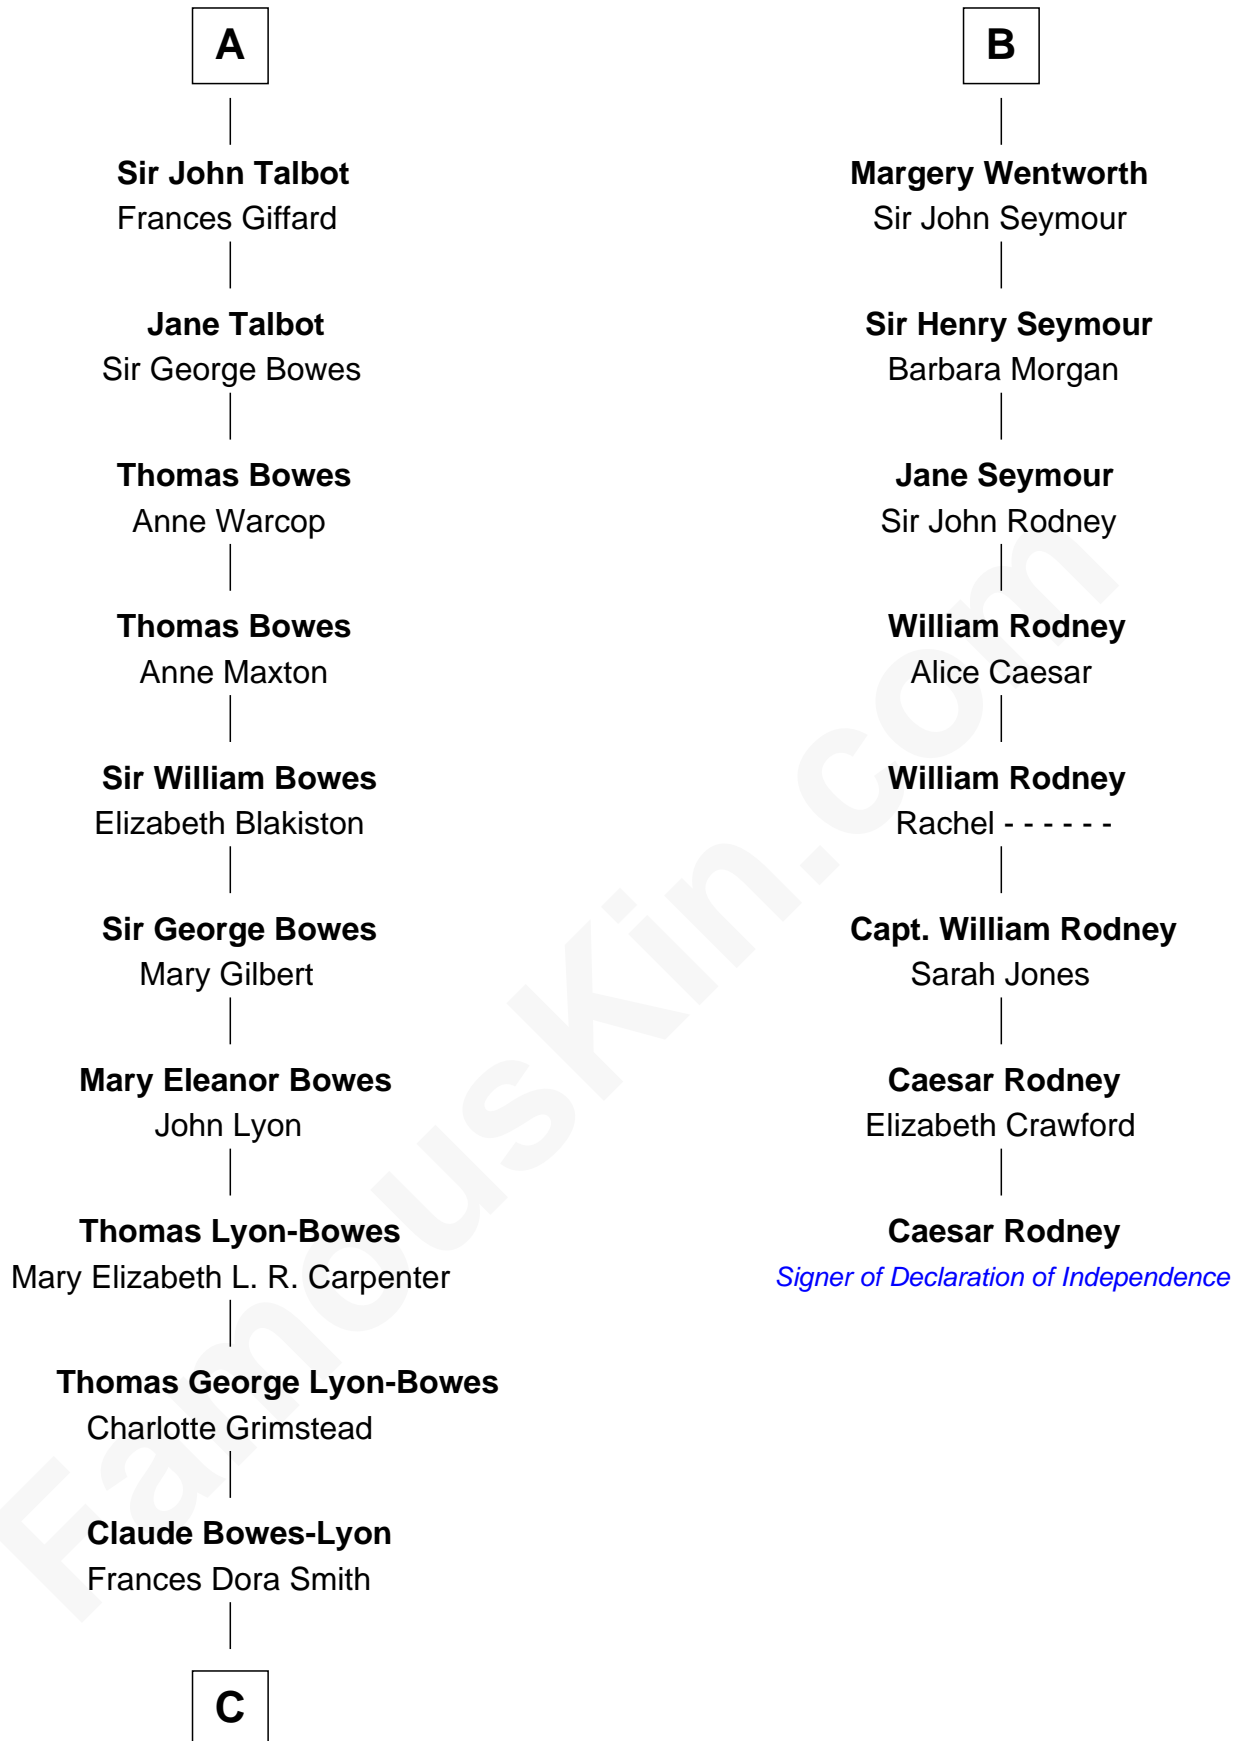 A
Sir John Talbot
Frances Giffard
Jane Talbot
Sir George Bowes
Thomas Bowes
Anne Warcop
Thomas Bowes
Anne Maxton
Sir William Bowes
Elizabeth Blakiston
Sir George Bowes
Mary Gilbert
Mary Eleanor Bowes
John Lyon
Thomas Lyon-Bowes
Mary Elizabeth L. R. Carpenter
Thomas George Lyon-Bowes
Charlotte Grimstead
Claude Bowes-Lyon
Frances Dora Smith
C
B
Margery Wentworth
Sir John Seymour
Sir Henry Seymour
Barbara Morgan
Jane Seymour
Sir John Rodney
William Rodney
Alice Caesar
William Rodney
Rachel - - - - - -
Capt. William Rodney
Sarah Jones
Caesar Rodney
Elizabeth Crawford
Caesar Rodney
Signer of Declaration of Independence
FamousKin.com